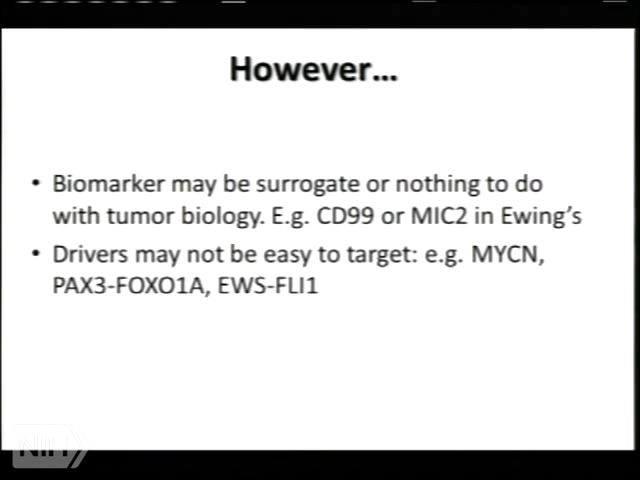 However...
• Biomarker may be surrogate or nothing to do
with tumor biology. E.g. CD99 or MIC2 in Ewing's
• Drivers may not be easy to target: e.g. MYCN,
PAX3-FOXO1A, EWS-FLI1
NIH